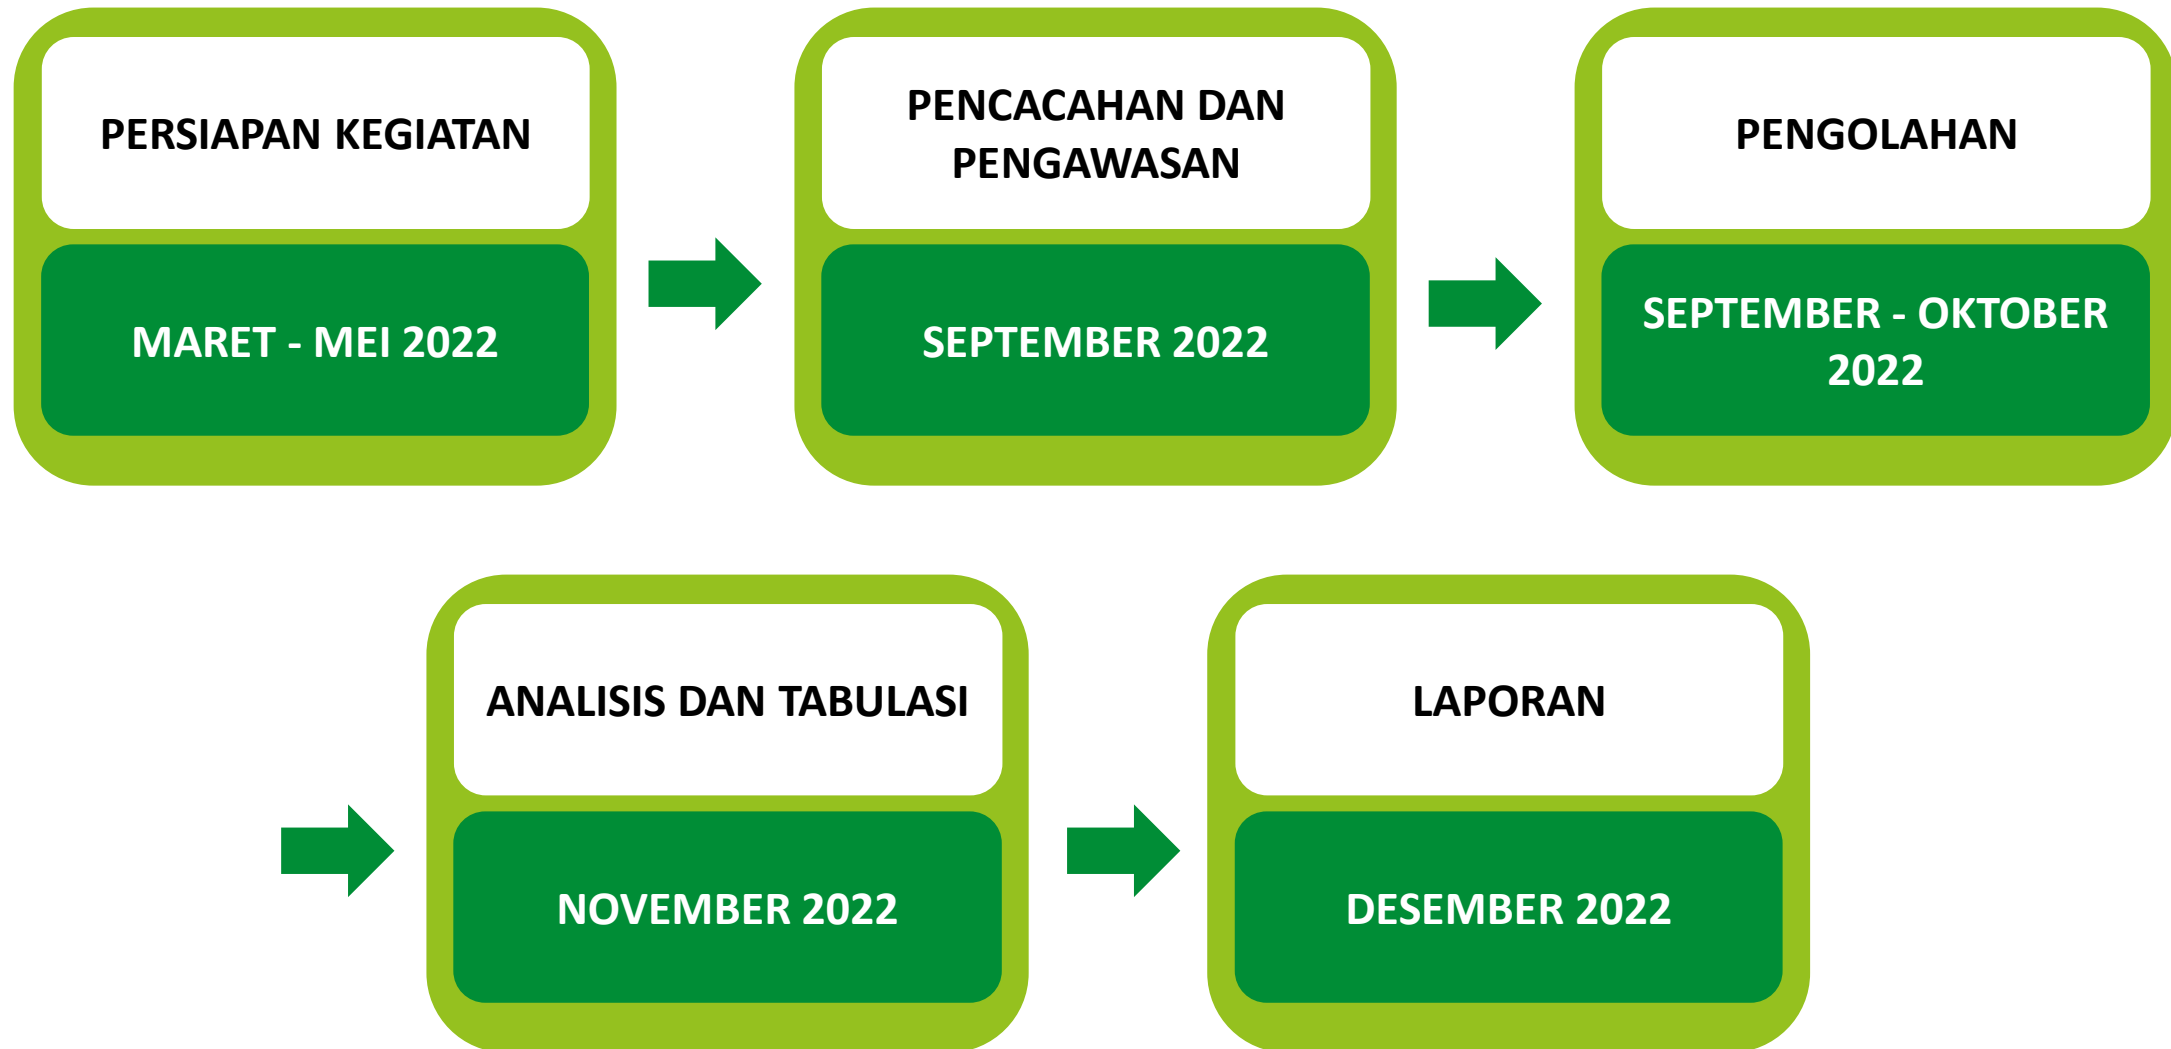 PERSIAPAN KEGIATAN
MARET - MEI 2022
PENCACAHAN DAN
PENGAWASAN
SEPTEMBER 2022
PENGOLAHAN
SEPTEMBER - OKTOBER
2022
ANALISIS DAN TABULASI
NOVEMBER 2022
LAPORAN
DESEMBER 2022